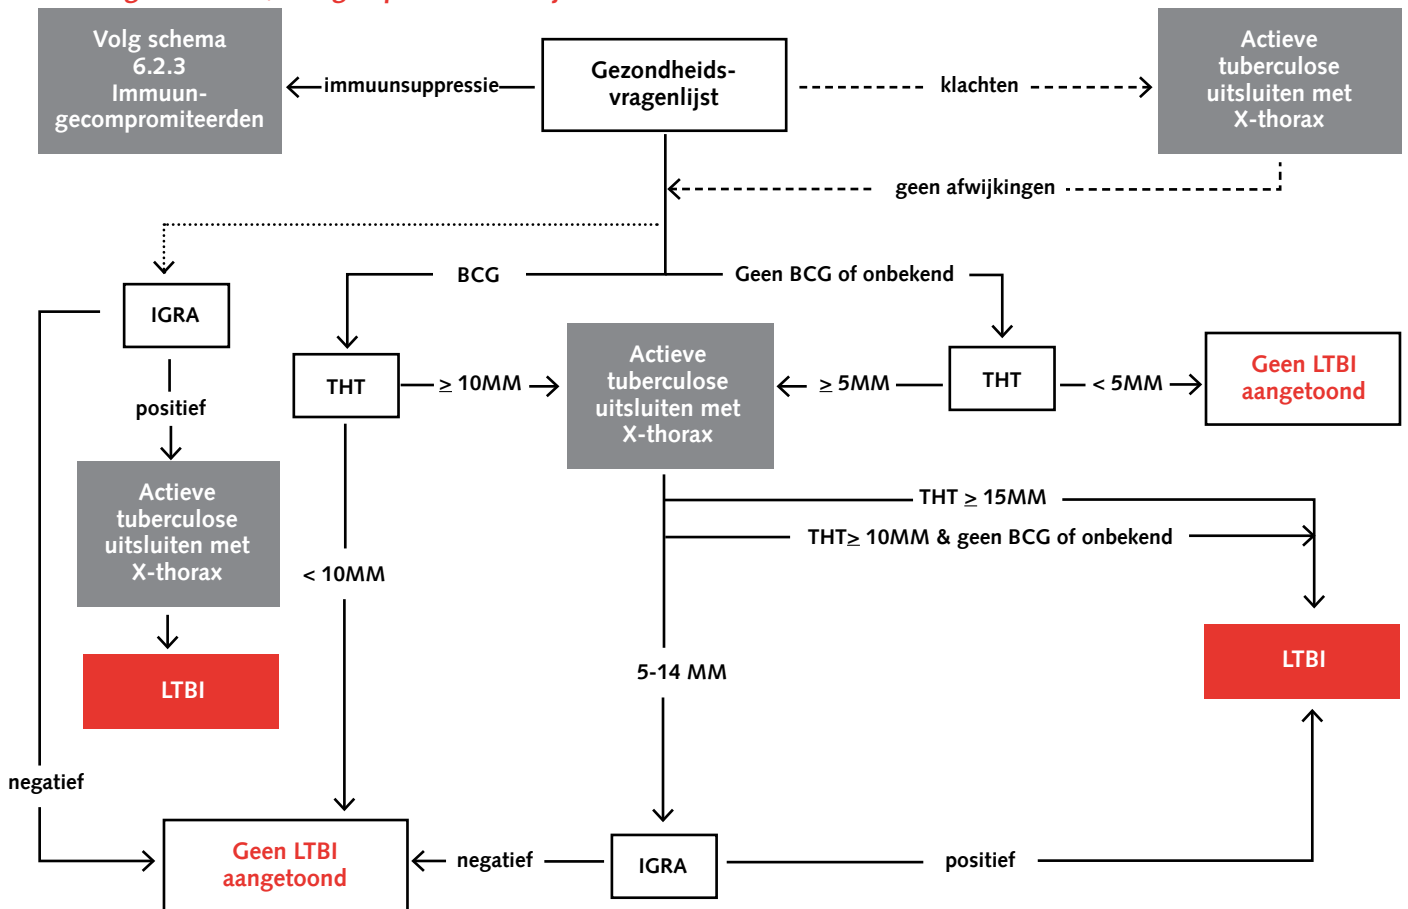 Volg schema
6.2.3
Immuun-
gecompromiteerden
immuunsuppressie
Gezondheids-
vragenlijst
klachten
Actieve
tuberculose
uitsluiten met
X-thorax
geen afwijkingen
BCG
Geen BCG of onbekend
IGRA
THT
≥ 10MM
Actieve
tuberculose
uitsluiten met
X-thorax
≥ 5MM
THT
< 5MM
Geen LTBI
aangetoond
positief
Actieve
tuberculose
uitsluiten met
X-thorax
< 10MM
THT ≥ 15MM
THT≥ 10MM & geen BCG of onbekend
LTBI
5-14 MM
LTBI
negatief
Geen LTBI
aangetoond
negatief
IGRA
positief